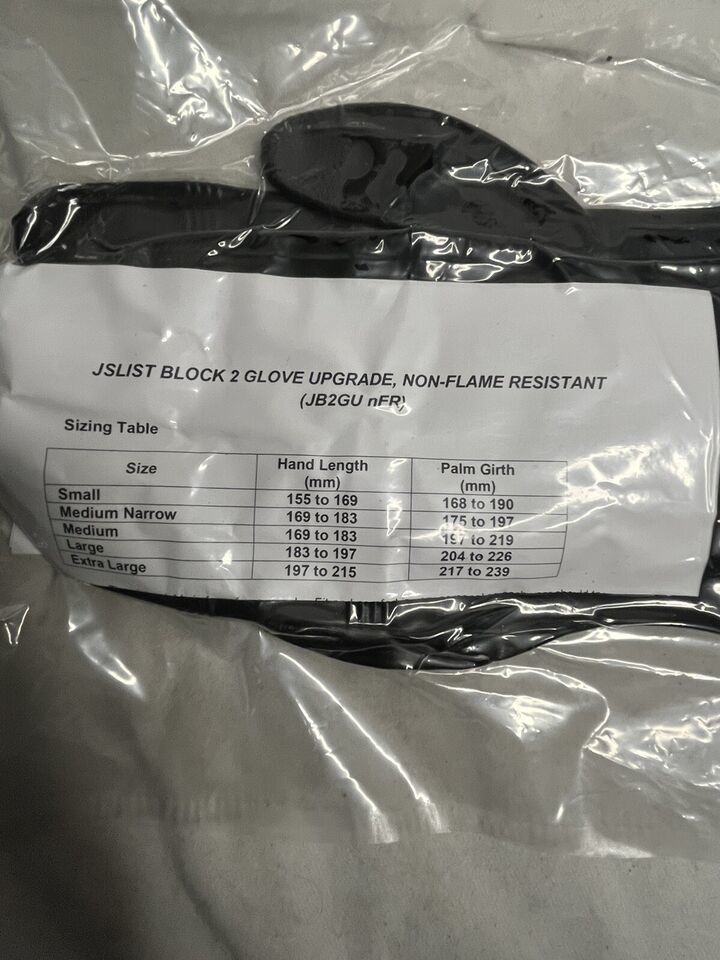 JSLIST BLOCK 2 GLOVE UPGRADE, NON-FLAME RESISTANT
(JB2GU nFR)
Sizing Table
Size Hand Length (mm) Palm Girth (mm)
Small 155 to 169 168 to 190
Medium Narrow 169 to 183 175 to 197
Medium 169 to 183 197 to 219
Large 183 to 197 204 to 226
Extra Large 197 to 215 217 to 239